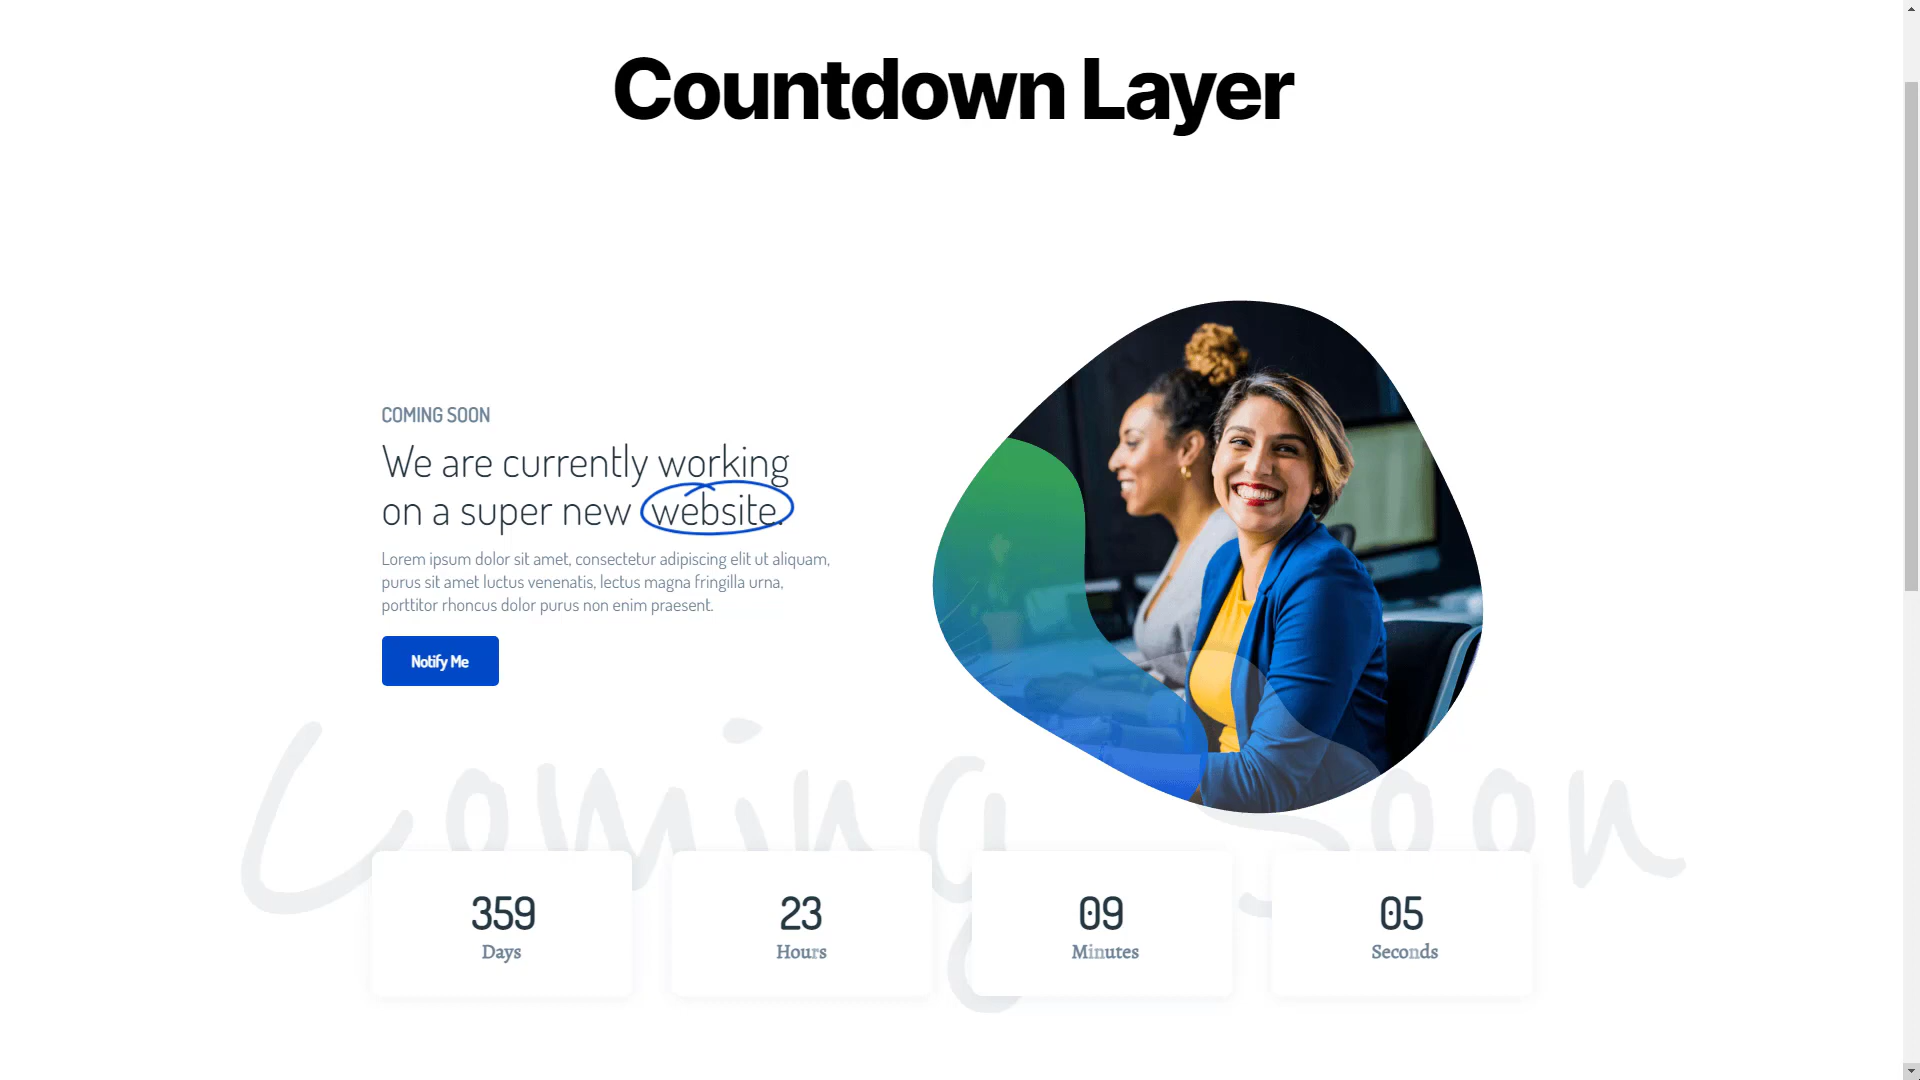 Countdown Layer
COMING SOON
We are currently working
on a super new website.
Lorem ipsum dolor sit amet, consectetur adipiscing elit ut aliquam,
purus sit amet luctus venenatis, lectus magna fringilla urna,
porttitor rhoncus dolor purus non enim praesent.
Notify Me
Coming Soon
359
Days
23
Hours
09
Minutes
05
Seconds